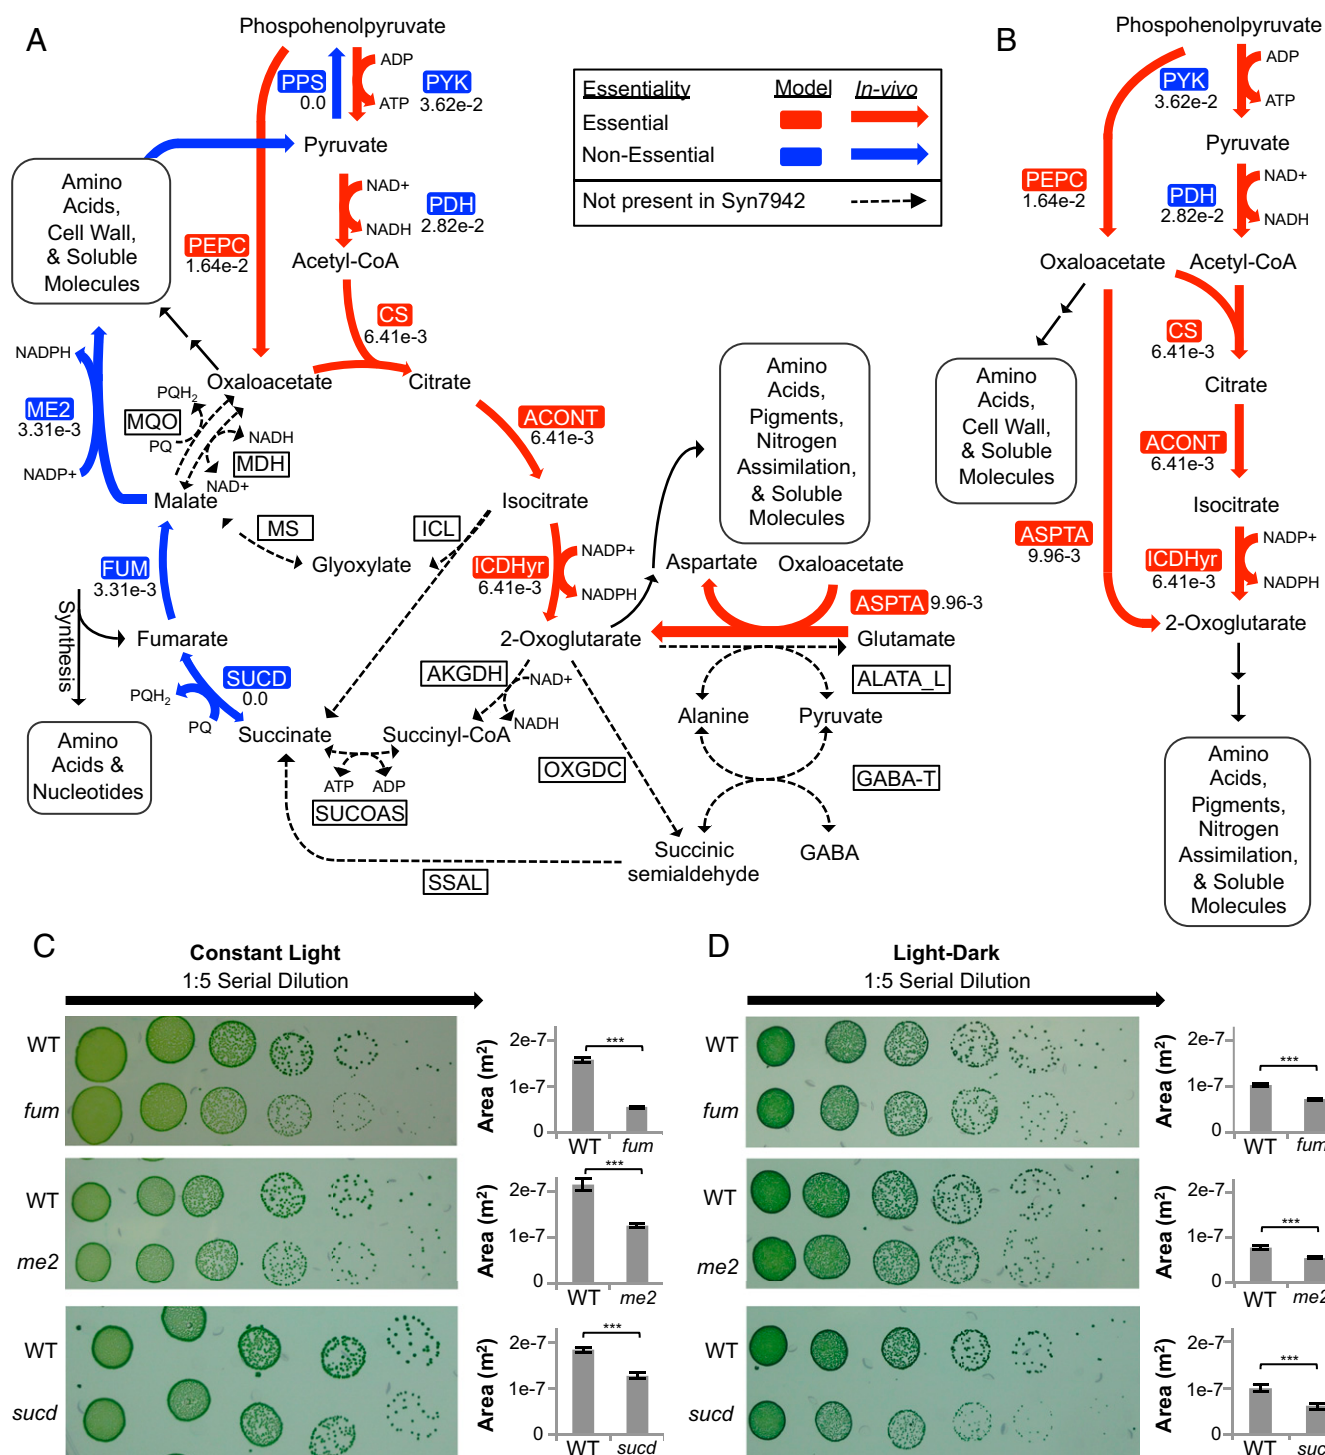 A
Phospohenolpyruvate
PPS
0.0
ADP
ATP
PYK
3.62e-2
Pyruvate
Amino
Acids,
Cell Wall,
& Soluble
Molecules
NAD+
NADH
PDH
2.82e-2
PEPC
1.64e-2
Acetyl-CoA
CS
6.41e-3
NADPH
ME2
3.31e-3
NADP+
Oxaloacetate
Citrate
PQH2
MQO
PQ
NADH
MDH
NAD+
ACONT
6.41e-3
Malate
MS
ICL
Isocitrate
Glyoxylate
FUM
3.31e-3
ICDHyr
6.41e-3
NADP+
NADPH
Amino
Acids,
Pigments,
Nitrogen
Assimilation,
& Soluble
Molecules
Aspartate
Oxaloacetate
ASPTA 9.96-3
Synthesis
Fumarate
2-Oxoglutarate
Glutamate
SUCD
0.0
PQH2
PQ
AKGDH
NAD+
NADH
ALATA_L
Succinate
Succinyl-CoA
Alanine
Pyruvate
Amino
Acids &
Nucleotides
ATP
ADP
SUCOAS
OXGDC
GABA-T
Succinic
semialdehyde
GABA
SSAL
Essentiality Model In-vivo
Essential
Non-Essential
Not present in Syn7942
B
Phospohenolpyruvate
PYK
3.62e-2
ADP
ATP
Pyruvate
PEPC
1.64e-2
PDH
2.82e-2
NAD+
NADH
Oxaloacetate
Acetyl-CoA
CS
6.41e-3
Amino
Acids,
Cell Wall,
& Soluble
Molecules
Citrate
ACONT
6.41e-3
Isocitrate
ASPTA
9.96-3
ICDHyr
6.41e-3
NADP+
NADPH
2-Oxoglutarate
Amino
Acids,
Pigments,
Nitrogen
Assimilation,
& Soluble
Molecules
C
Constant Light
1:5 Serial Dilution
WT
fum
Area (m2)
2e-7
1e-7
0
***
WT fum
WT
me2
Area (m2)
2e-7
1e-7
0
***
WT me2
WT
sucd
Area (m2)
2e-7
1e-7
0
***
WT sucd
D
Light-Dark
1:5 Serial Dilution
WT
fum
Area (m2)
2e-7
1e-7
0
***
WT fum
WT
me2
Area (m2)
2e-7
1e-7
0
***
WT me2
WT
sucd
Area (m2)
2e-7
1e-7
0
***
WT suc